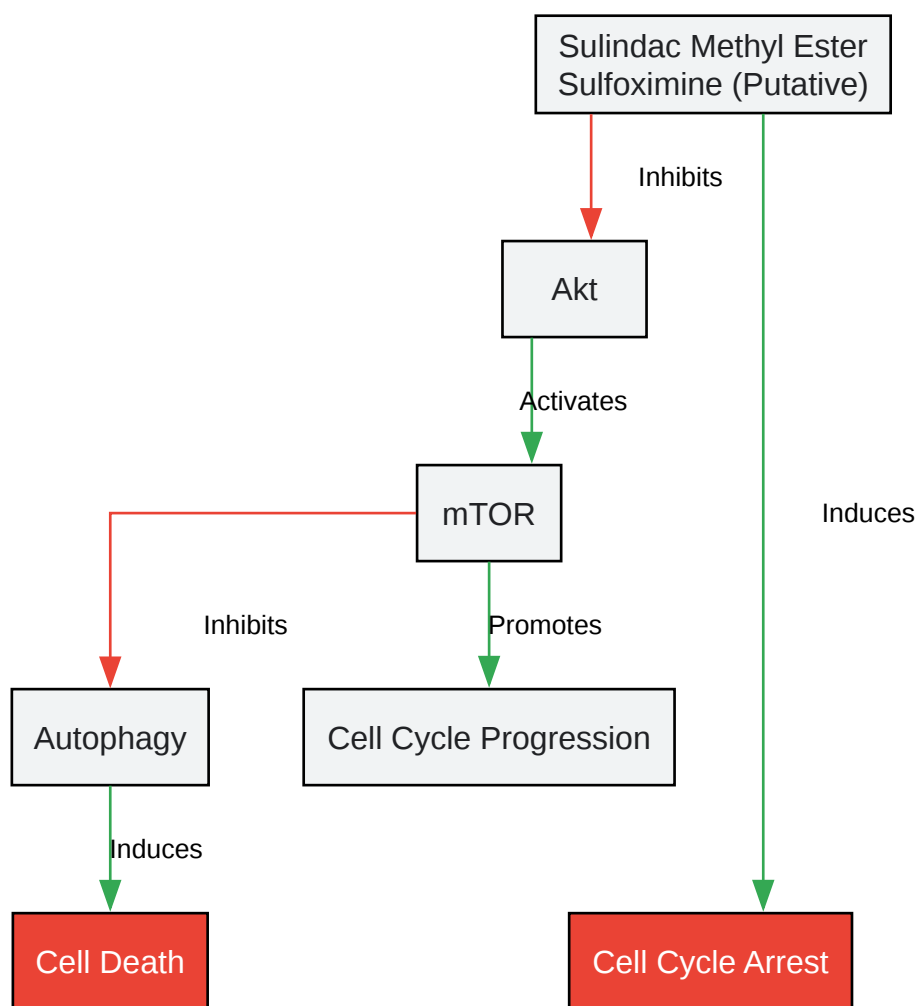 Sulindac Methyl Ester
Sulfoximine (Putative)
Inhibits
Akt
Activates
mTOR
Induces
Inhibits
Promotes
Autophagy
Cell Cycle Progression
Induces
Cell Death
Cell Cycle Arrest